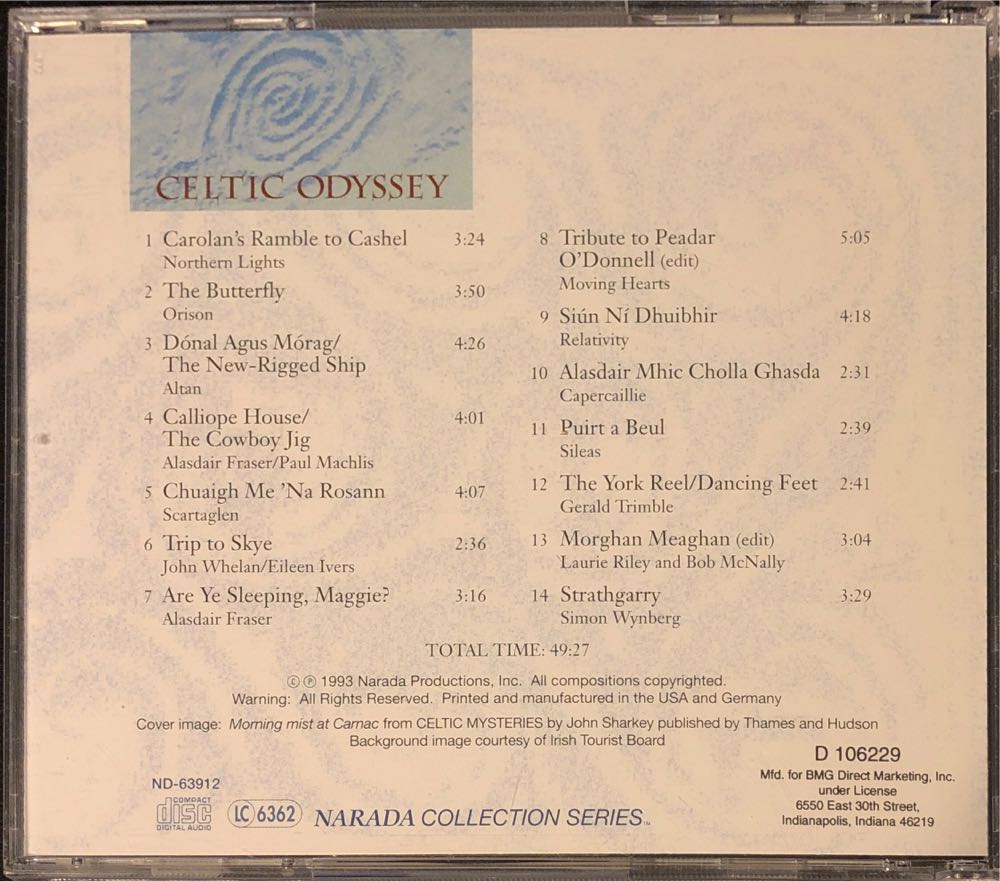 CELTIC ODYSSEY
1 Carolan's Ramble to Cashel 3:24
Northern Lights
2 The Butterfly 3:50
Orison
3 Dónal Agus Mórag/ 4:26
The New-Rigged Ship
Altan
4 Calliope House/ 4:01
The Cowboy Jig
Alasdair Fraser/Paul Machlis
5 Chuaigh Me 'Na Rosann 4:07
Scartaglen
6 Trip to Skye 2:36
John Whelan/Eileen Ivers
7 Are Ye Sleeping, Maggie? 3:16
Alasdair Fraser
8 Tribute to Peadar 5:05
O'Donnell (edit)
Moving Hearts
9 Siún Ní Dhuibhir 4:18
Relativity
10 Alasdair Mhic Cholla Ghasda 2:31
Capercaillie
11 Puirt a Beul 2:39
Sileas
12 The York Reel/Dancing Feet 2:41
Gerald Trimble
13 Morghan Meaghan (edit) 3:04
Laurie Riley and Bob McNally
14 Strathgarry 3:29
Simon Wynberg
TOTAL TIME: 49:27
© ℗ 1993 Narada Productions, Inc. All compositions copyrighted.
Warning: All Rights Reserved. Printed and manufactured in the USA and Germany
Cover image: Morning mist at Carnac from CELTIC MYSTERIES by John Sharkey published by Thames and Hudson
Background image courtesy of Irish Tourist Board
D 106229
Mfd. for BMG Direct Marketing, Inc.
under License
6550 East 30th Street,
Indianapolis, Indiana 46219
ND-63912
COMPACT
disc
DIGITAL AUDIO
LC 6362
NARADA COLLECTION SERIES™